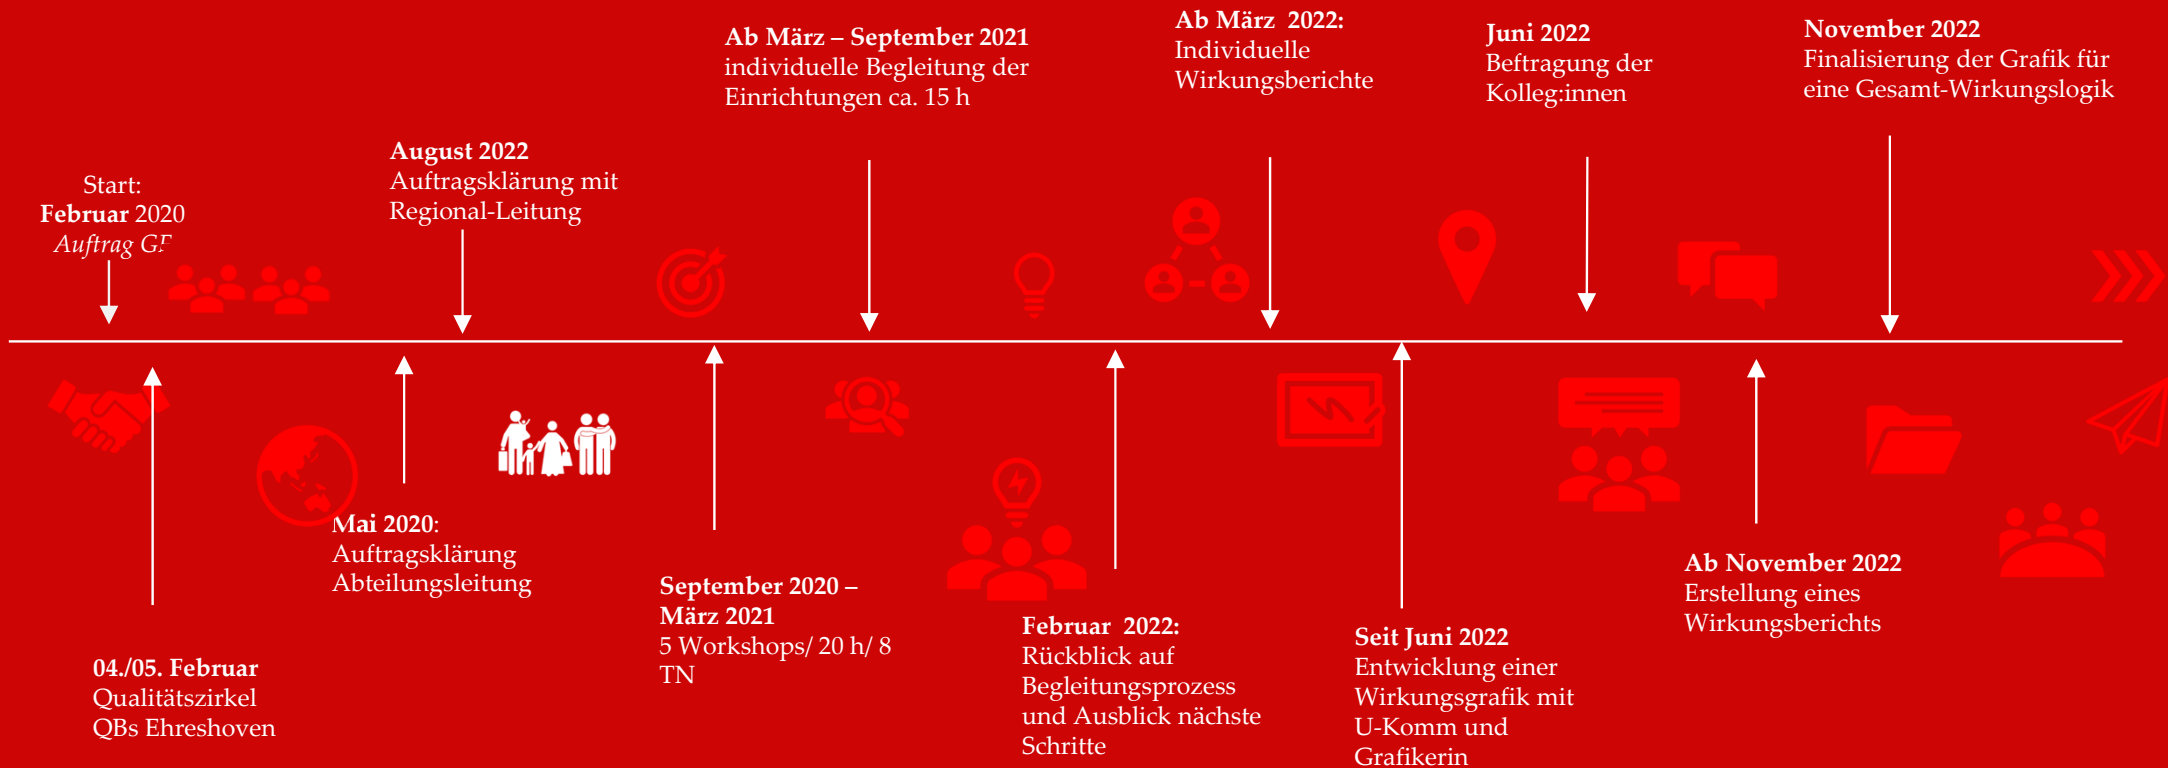 Start:
Februar 2020
Auftrag GF
04./05. Februar
Qualitätszirkel
QBs Ehreshoven
Mai 2020:
Auftragsklärung
Abteilungsleitung
August 2022
Auftragsklärung mit
Regional-Leitung
September 2020 –
März 2021
5 Workshops/ 20 h/ 8
TN
Ab März – September 2021
individuelle Begleitung der
Einrichtungen ca. 15 h
Februar 2022:
Rückblick auf
Begleitungsprozess
und Ausblick nächste
Schritte
Ab März 2022:
Individuelle
Wirkungsberichte
Seit Juni 2022
Entwicklung einer
Wirkungsgrafik mit
U-Komm und
Grafikerin
Juni 2022
Beftragung der
Kolleg:innen
Ab November 2022
Erstellung eines
Wirkungsberichts
November 2022
Finalisierung der Grafik für
eine Gesamt-Wirkungslogik